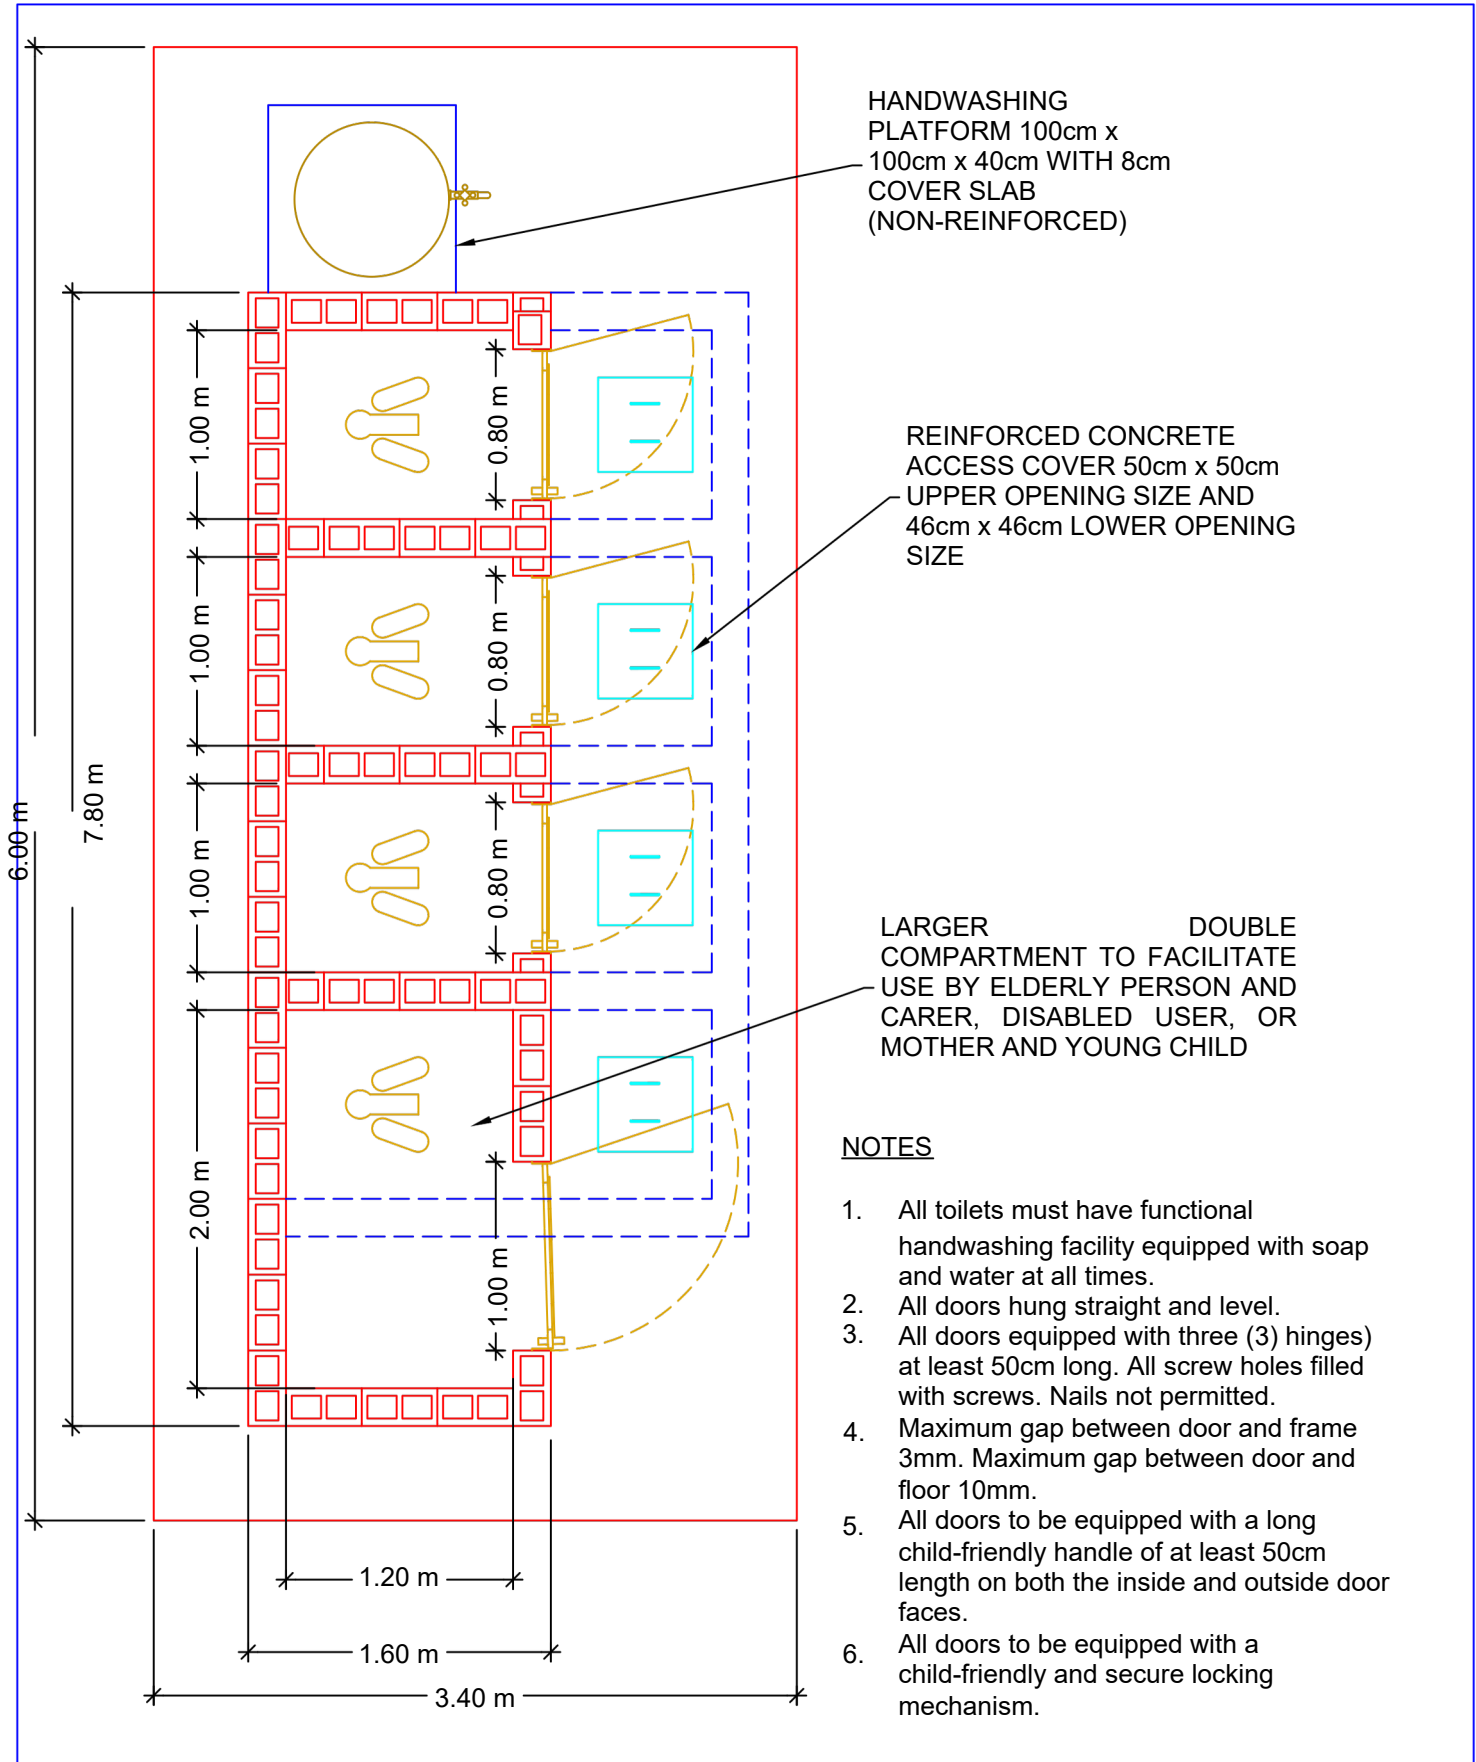 HANDWASHING
PLATFORM 100cm x
100cm x 40cm WITH 8cm
COVER SLAB
(NON-REINFORCED)
REINFORCED CONCRETE
ACCESS COVER 50cm x 50cm
UPPER OPENING SIZE AND
46cm x 46cm LOWER OPENING
SIZE
1.00 m
0.80 m
1.00 m
0.80 m
6.00 m
7.80 m
1.00 m
0.80 m
LARGER DOUBLE
COMPARTMENT TO FACILITATE
USE BY ELDERLY PERSON AND
CARER, DISABLED USER, OR
MOTHER AND YOUNG CHILD
2.00 m
1.00 m
1.20 m
1.60 m
3.40 m
NOTES
1. All toilets must have functional
handwashing facility equipped with soap
and water at all times.
2. All doors hung straight and level.
3. All doors equipped with three (3) hinges)
at least 50cm long. All screw holes filled
with screws. Nails not permitted.
4. Maximum gap between door and frame
3mm. Maximum gap between door and
floor 10mm.
5. All doors to be equipped with a long
child-friendly handle of at least 50cm
length on both the inside and outside door
faces.
6. All doors to be equipped with a
child-friendly and secure locking
mechanism.